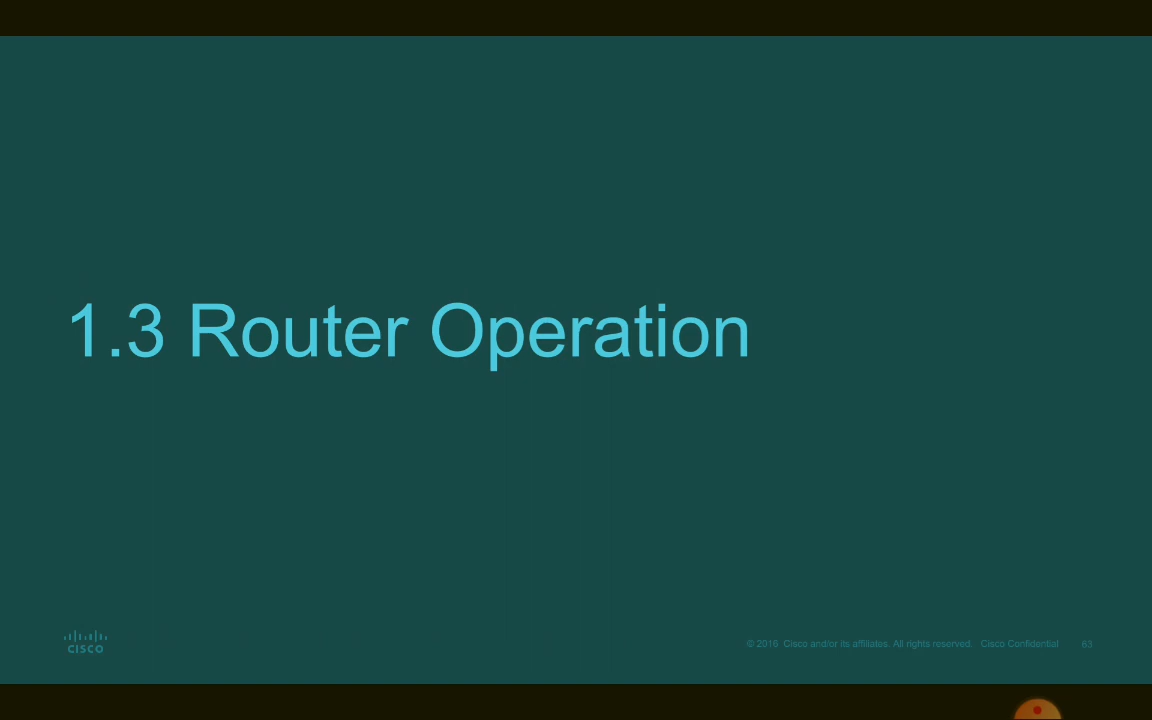 1.3 Router Operation
CISCO
© 2016 Cisco and/or its affiliates. All rights reserved. Cisco Confidential 63